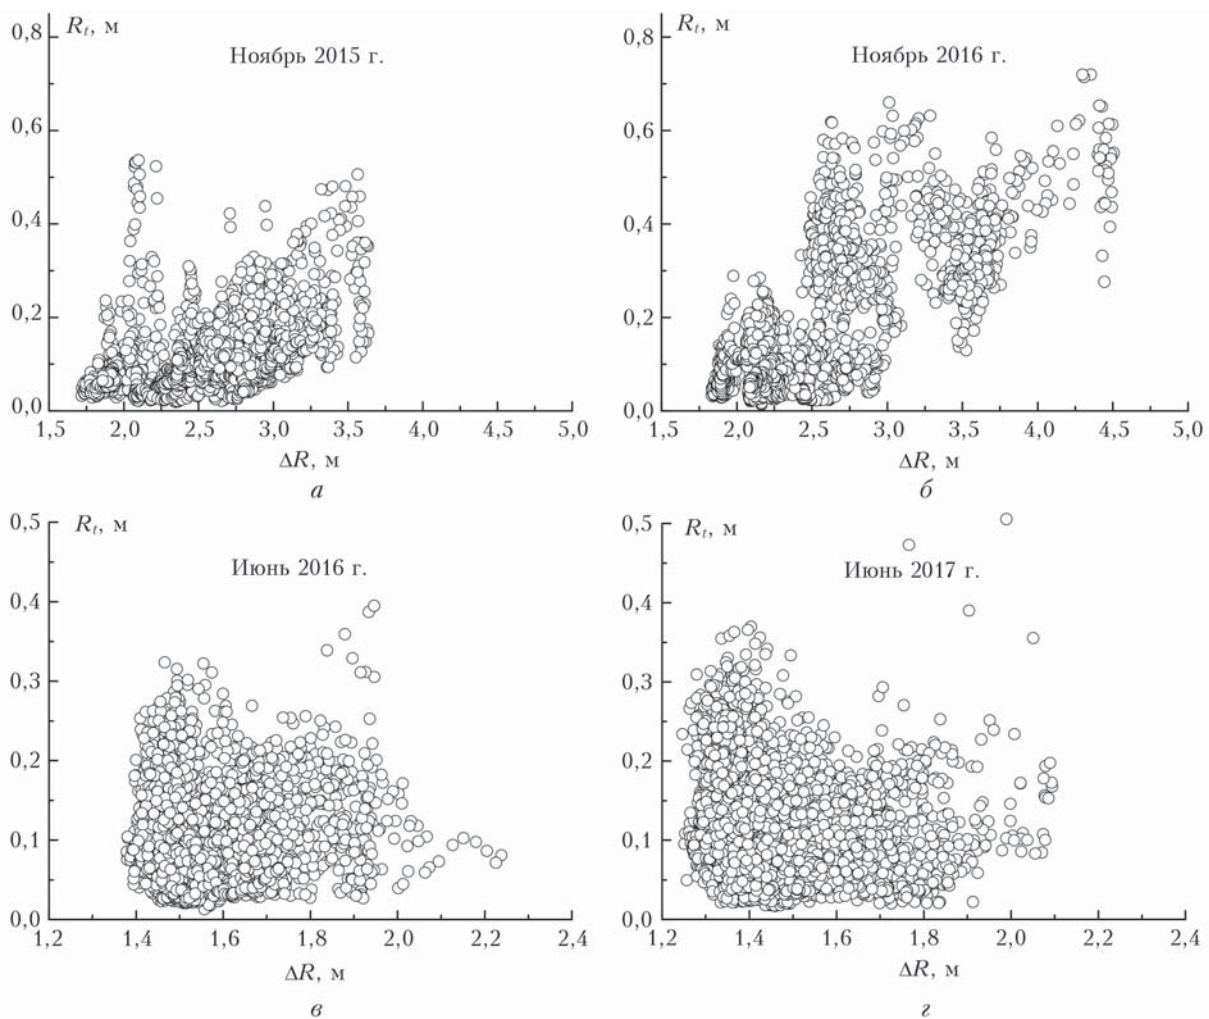 0,8
R_t, м
Ноябрь 2015 г.
0,6
0,4
0,2
0,0
1,5 2,0 2,5 3,0 3,5 4,0 4,5 5,0
ΔR, м
а
0,8
R_t, м
Ноябрь 2016 г.
0,6
0,4
0,2
0,0
1,5 2,0 2,5 3,0 3,5 4,0 4,5 5,0
ΔR, м
б
0,5
R_t, м
Июнь 2016 г.
0,4
0,3
0,2
0,1
0,0
1,2 1,4 1,6 1,8 2,0 2,2 2,4
ΔR, м
в
0,5
R_t, м
Июнь 2017 г.
0,4
0,3
0,2
0,1
0,0
1,2 1,4 1,6 1,8 2,0 2,2 2,4
ΔR, м
г